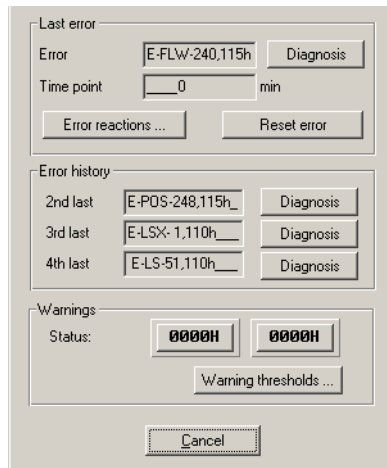 Last error
Error E-FLW-240,115h Diagnosis
Time point ____0 min
Error reactions ... Reset error
Error history
2nd last E-POS-248,115h_ Diagnosis
3rd last E-LSX- 1,110h___ Diagnosis
4th last E-LS-51,110h____ Diagnosis
Warnings
Status: 0000H 0000H
Warning thresholds ...
Cancel